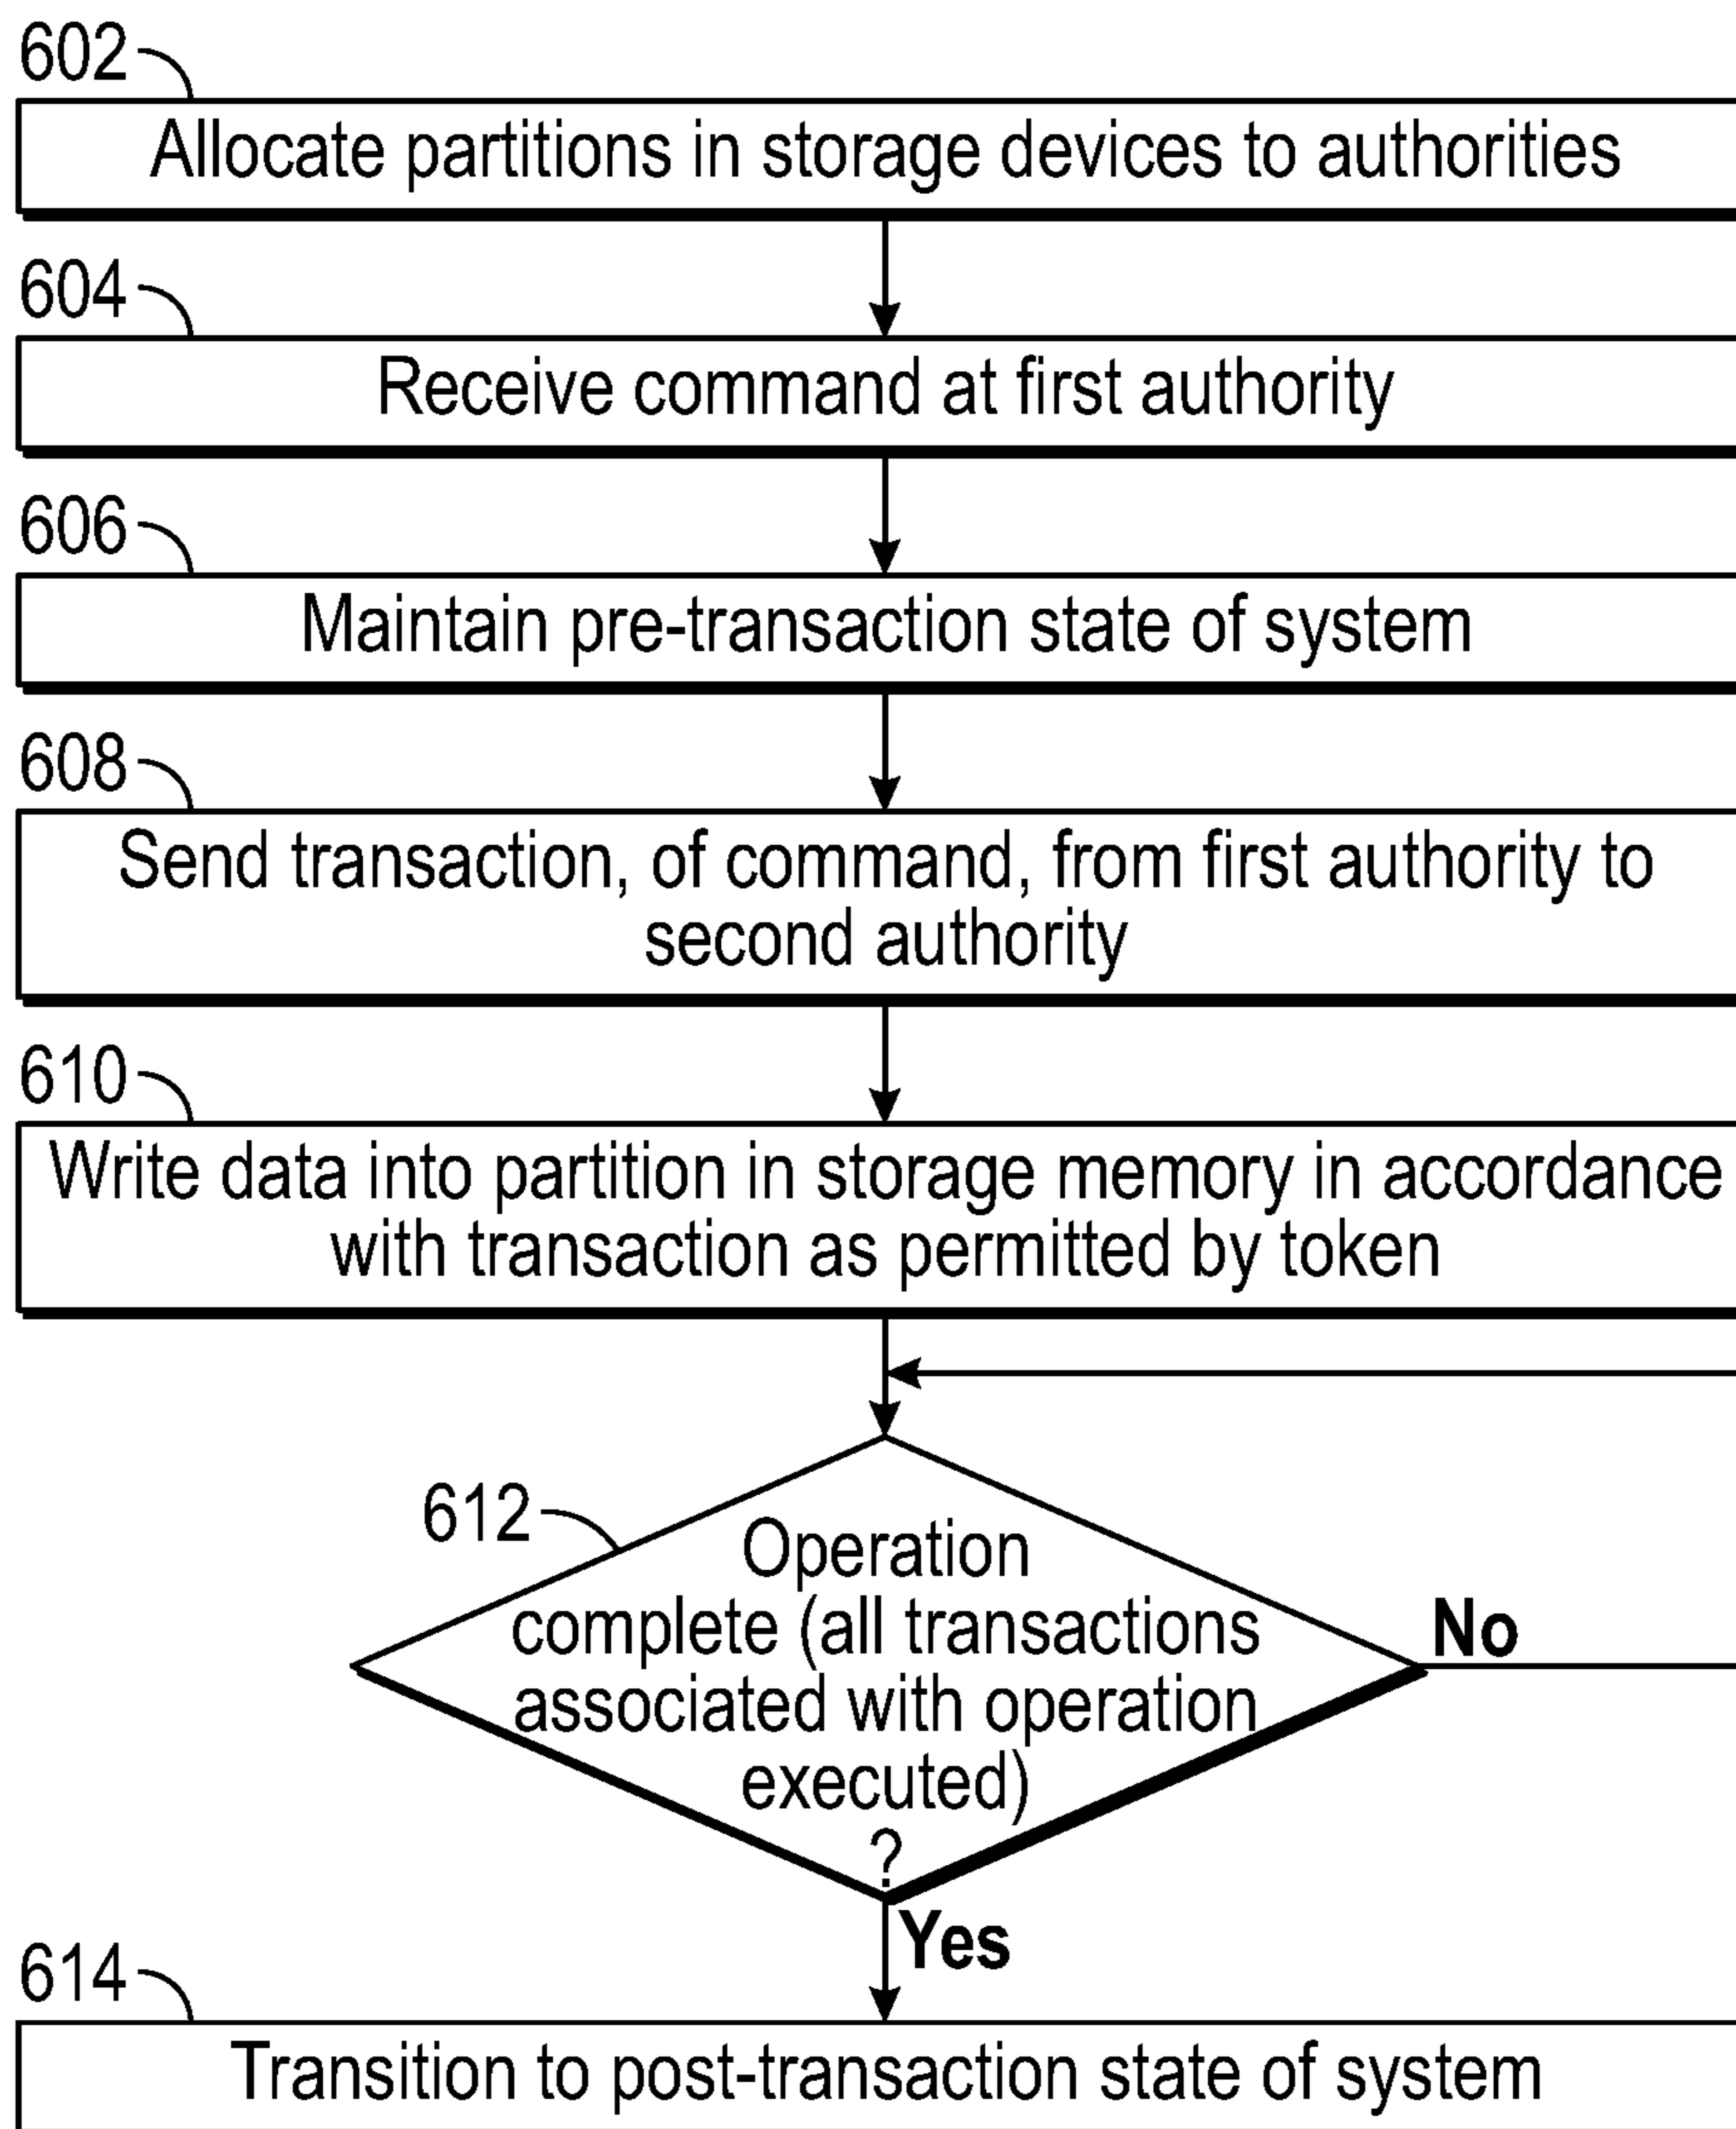 602
Allocate partitions in storage devices to authorities
604
Receive command at first authority
606
Maintain pre-transaction state of system
608
Send transaction, of command, from first authority to
second authority
610
Write data into partition in storage memory in accordance
with transaction as permitted by token
612
Operation
complete (all transactions
associated with operation
executed)
?
No
Yes
614
Transition to post-transaction state of system